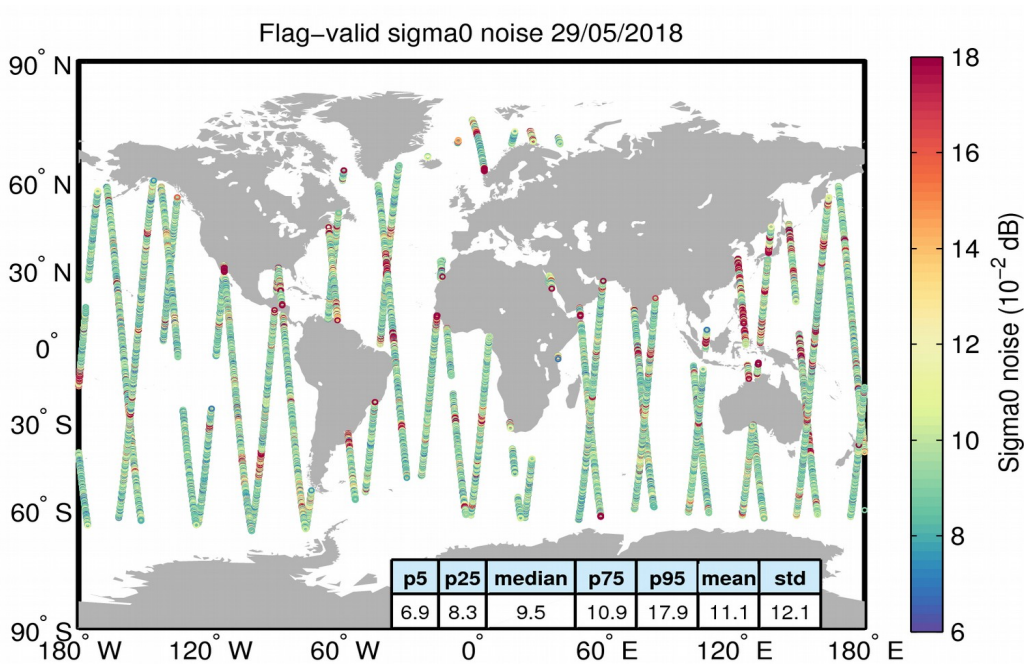 Flag−valid sigma0 noise 29/05/2018
90° N
60° N
30° N
0°
30° S
60° S
90° S
180° W 120° W 60° W 0° 60° E 120° E 180° E
p5 p25 median p75 p95 mean std
6.9 8.3 9.5 10.9 17.9 11.1 12.1
18
16
14
12
10
8
6
Sigma0 noise (10⁻² dB)